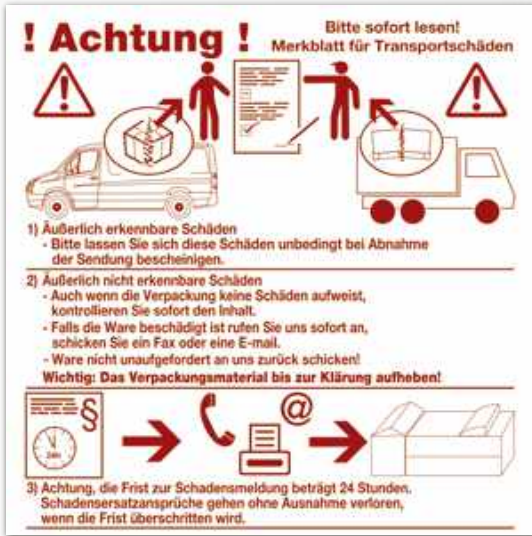 ! Achtung !
Bitte sofort lesen!
Merkblatt für Transportschäden
1) Äußerlich erkennbare Schäden
- Bitte lassen Sie sich diese Schäden unbedingt bei Abnahme
der Sendung bescheinigen.
2) Äußerlich nicht erkennbare Schäden
- Auch wenn die Verpackung keine Schäden aufweist,
kontrollieren Sie sofort den Inhalt.
- Falls die Ware beschädigt ist rufen Sie uns sofort an,
schicken Sie ein Fax oder eine E-mail.
- Ware nicht unaufgefordert an uns zurück schicken!
Wichtig: Das Verpackungsmaterial bis zur Klärung aufheben!
§
24h
@
3) Achtung, die Frist zur Schadensmeldung beträgt 24 Stunden.
Schadensersatzansprüche gehen ohne Ausnahme verloren,
wenn die Frist überschritten wird.